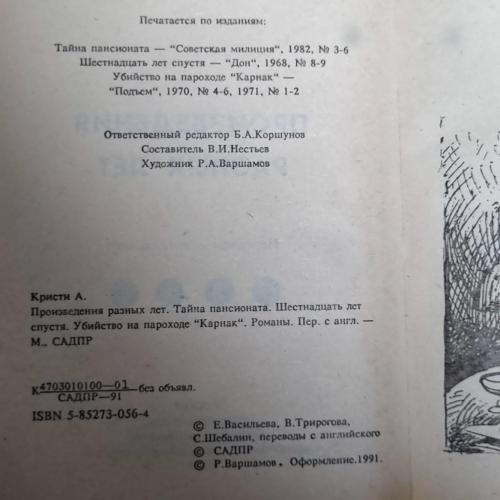 Печатается по изданиям:
Тайна пансионата — "Советская милиция", 1982, № 3-6
Шестнадцать лет спустя — "Дон", 1968, № 8-9
Убийство на пароходе "Карнак" —
"Подъем", 1970, № 4-6, 1971, № 1-2
Ответственный редактор Б.А.Коршунов
Составитель В.И.Нестьев
Художник Р.А.Варшамов
Кристи А.
Произведения разных лет. Тайна пансионата. Шестнадцать лет
спустя. Убийство на пароходе "Карнак". Романы. Пер. с англ. —
М., САДПР
К 4703010100—01 без объявл.
САДПР—91
ISBN 5-85273-056-4
© Е.Васильева, В.Тирогова,
С.Шебалин, переводы с английского
© САДПР
© Р.Варшамов, Оформление.1991.